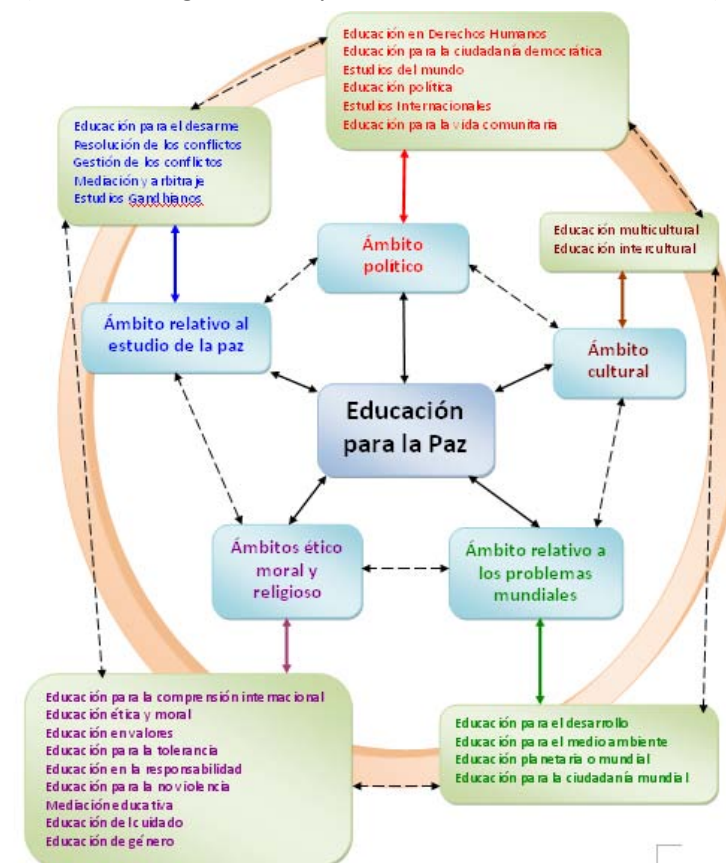 Educación en Derechos Humanos
Educación para la ciudadanía democrática
Estudios del mundo
Educación política
Estudios Internacionales
Educación para la vida comunitaria
Educación para el desarme
Resolución de los conflictos
Gestión de los conflictos
Mediación y arbitraje
Estudios Gandhianos
Educación multicultural
Educación intercultural
Ámbito
político
Ámbito relativo al
estudio de la paz
Ámbito
cultural
Educación
para la Paz
Ámbitos ético
moral y
religioso
Ámbito relativo a
los problemas
mundiales
Educación para la comprensión internacional
Educación ética y moral
Educación en valores
Educación para la tolerancia
Educación en la responsabilidad
Educación para la no violencia
Mediación educativa
Educación del cuidado
Educación de género
Educación para el desarrollo
Educación para el medio ambiente
Educación planetaria o mundial
Educación para la ciudadanía mundial